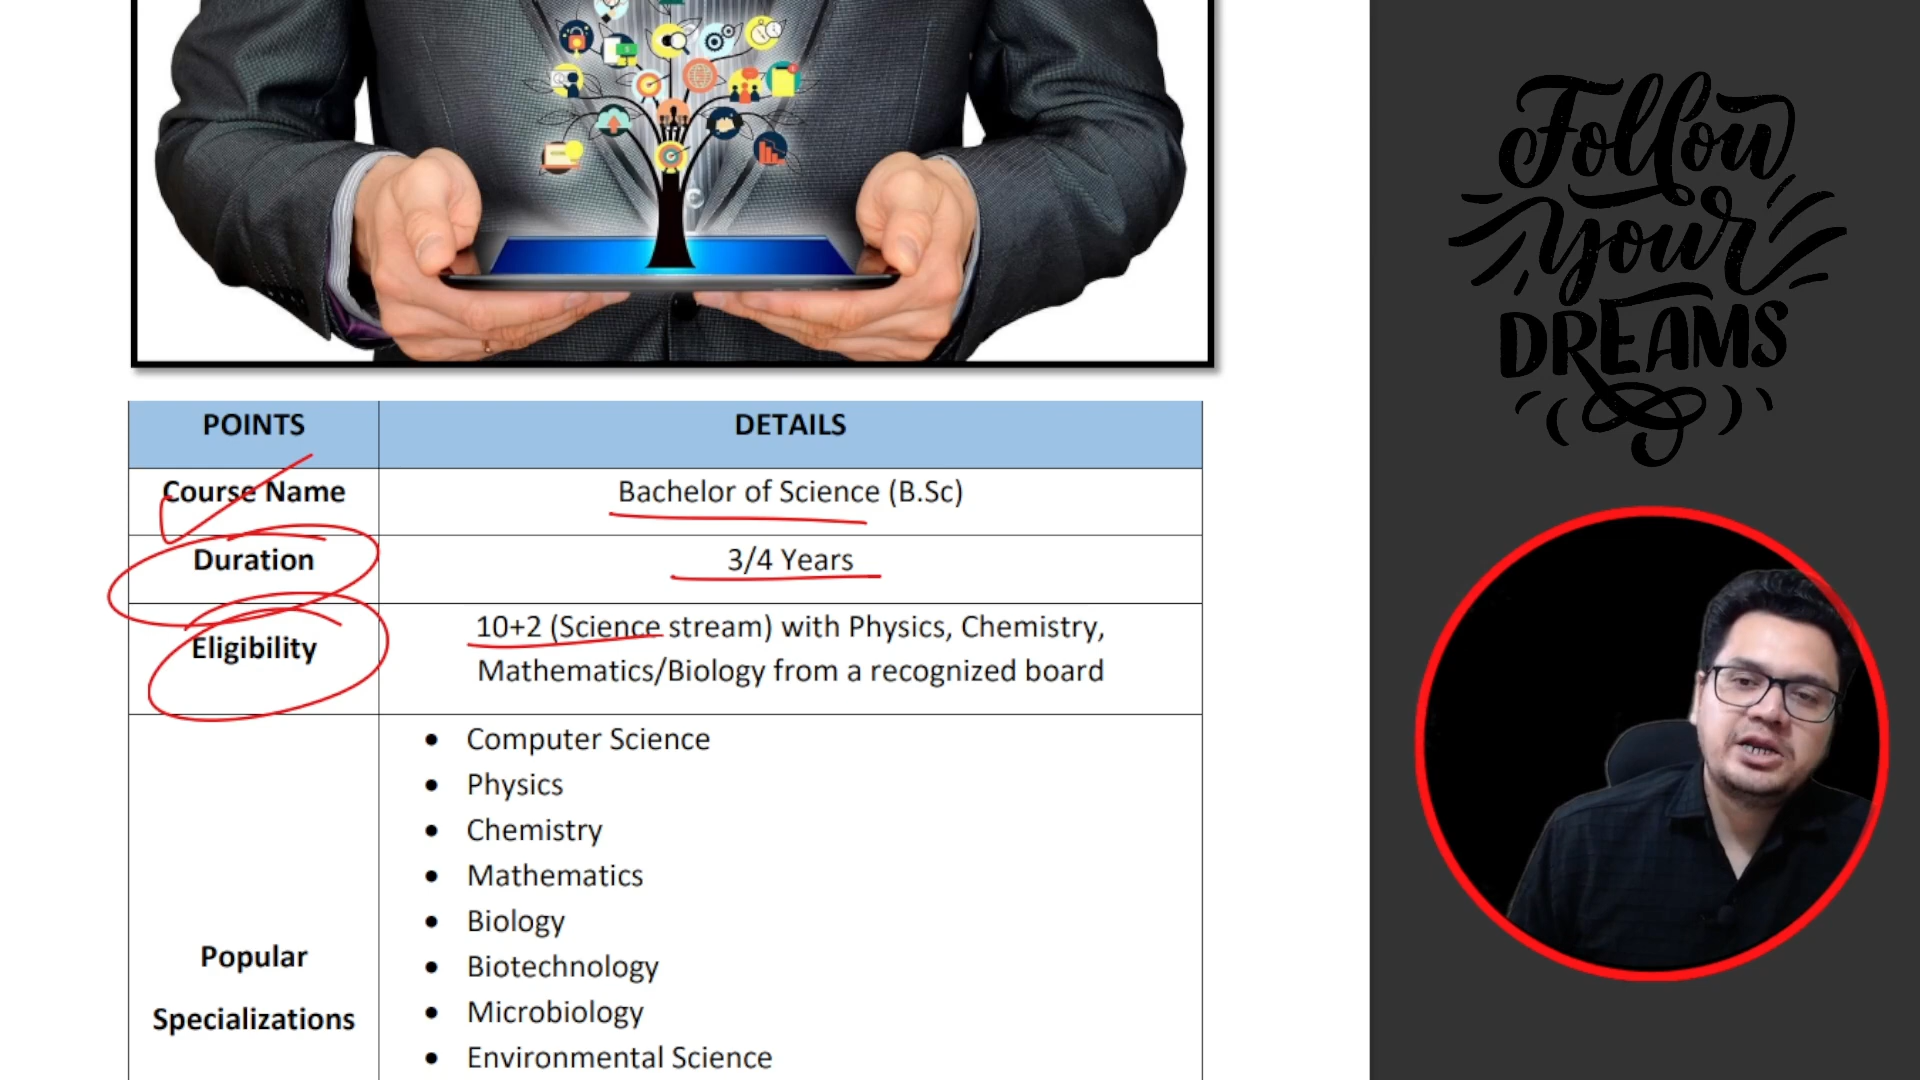 Follow
your
DREAMS
POINTS DETAILS
Course Name Bachelor of Science (B.Sc)
Duration 3/4 Years
Eligibility 10+2 (Science stream) with Physics, Chemistry,
Mathematics/Biology from a recognized board
Popular
Specializations
• Computer Science
• Physics
• Chemistry
• Mathematics
• Biology
• Biotechnology
• Microbiology
• Environmental Science